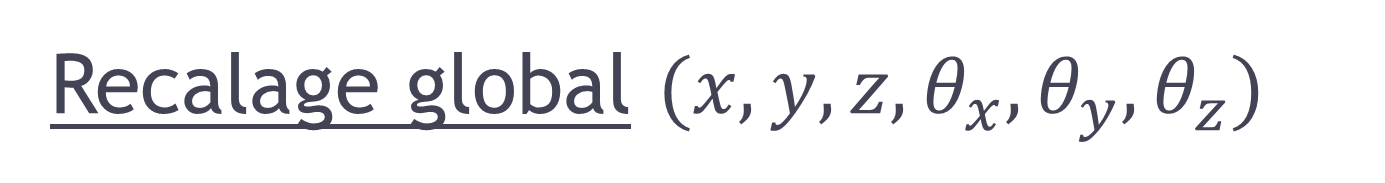 Recalage global (x, y, z, θₓ, θᵧ, θ_z)